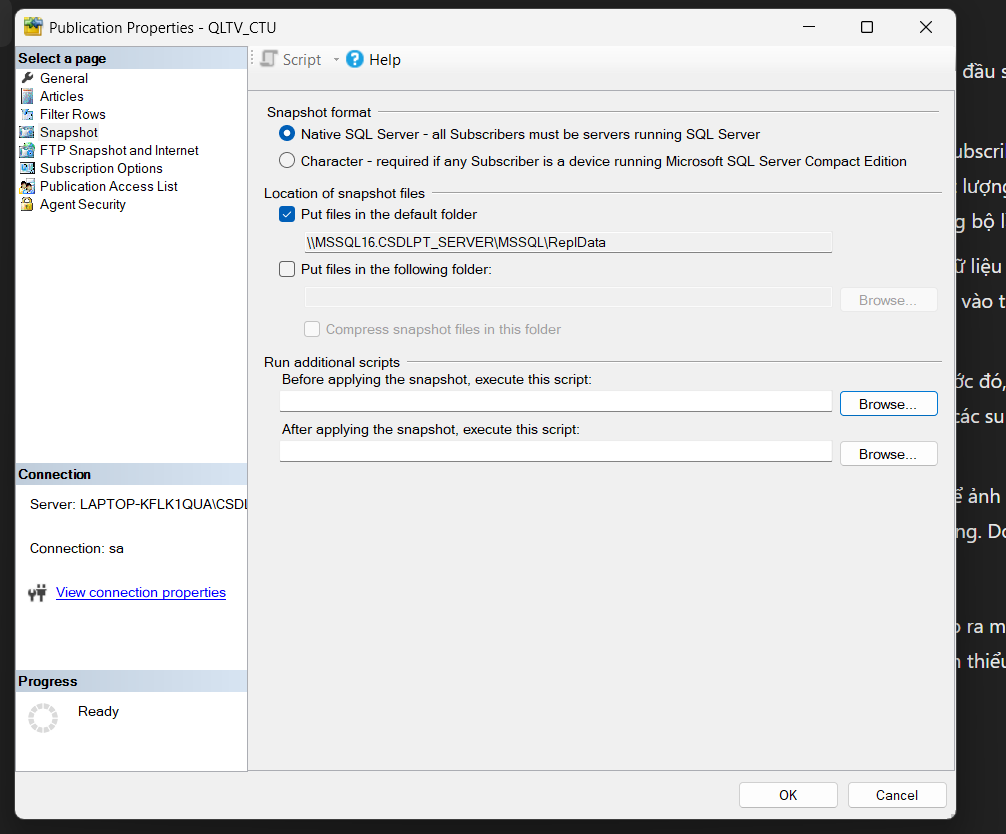 Publication Properties - QLTV_CTU
Select a page
General
Articles
Filter Rows
Snapshot
FTP Snapshot and Internet
Subscription Options
Publication Access List
Agent Security
Script
Help
Snapshot format
Native SQL Server - all Subscribers must be servers running SQL Server
Character - required if any Subscriber is a device running Microsoft SQL Server Compact Edition
Location of snapshot files
Put files in the default folder
\\MSSQL16.CSDLPT_SERVER\MSSQL\ReplData
Put files in the following folder:
Browse...
Compress snapshot files in this folder
Run additional scripts
Before applying the snapshot, execute this script:
Browse...
After applying the snapshot, execute this script:
Browse...
Connection
Server: LAPTOP-KFLK1QUA\CSDL
Connection: sa
View connection properties
Progress
Ready
OK
Cancel
đầu s
ubscri
lượng
g bộ l
ữ liệu
vào t
ớc đó,
các su
ể ảnh
ng. Do
ra m
thiểu